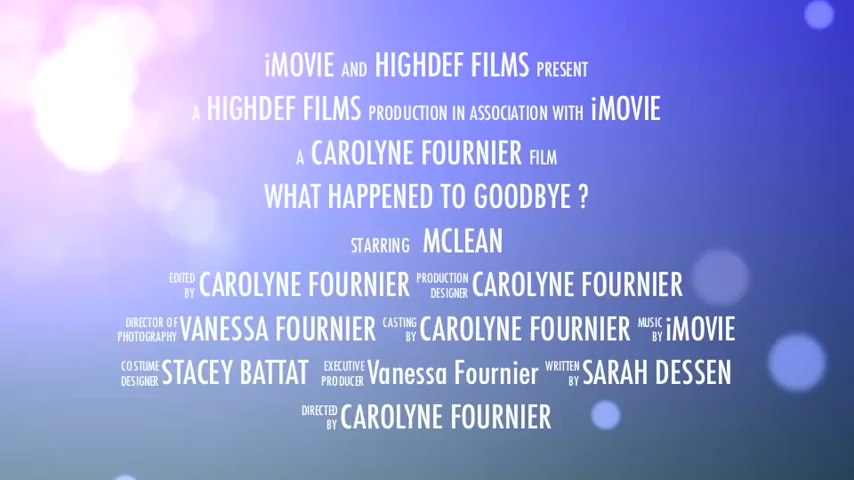 iMOVIE AND HIGHDEF FILMS PRESENT
A HIGHDEF FILMS PRODUCTION IN ASSOCIATION WITH iMOVIE
A CAROLYNE FOURNIER FILM
WHAT HAPPENED TO GOODBYE ?
STARRING MCLEAN
EDITED BY CAROLYNE FOURNIER PRODUCTION DESIGNER CAROLYNE FOURNIER
DIRECTOR OF PHOTOGRAPHY VANESSA FOURNIER CASTING BY CAROLYNE FOURNIER MUSIC BY iMOVIE
COSTUME DESIGNER STACEY BATTAT EXECUTIVE PRODUCER Vanessa Fournier WRITTEN BY SARAH DESSEN
DIRECTED BY CAROLYNE FOURNIER